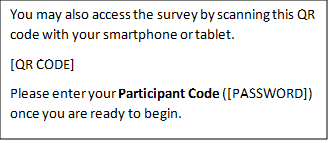 You may also access the survey by scanning this QR
code with your smartphone or tablet.
[QR CODE]
Please enter your Participant Code ([PASSWORD])
once you are ready to begin.